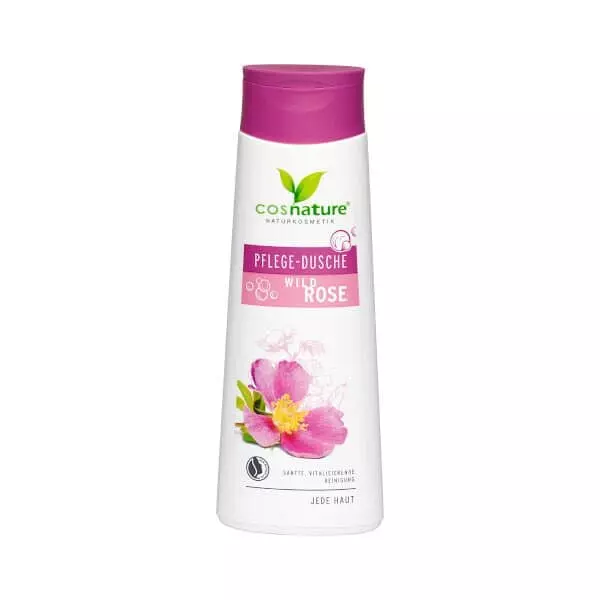 cosnature®
NATURKOSMETIK
PFLEGE-DUSCHE
WILD
ROSE
SANFTE, VITALISIERENDE
REINIGUNG
JEDE HAUT